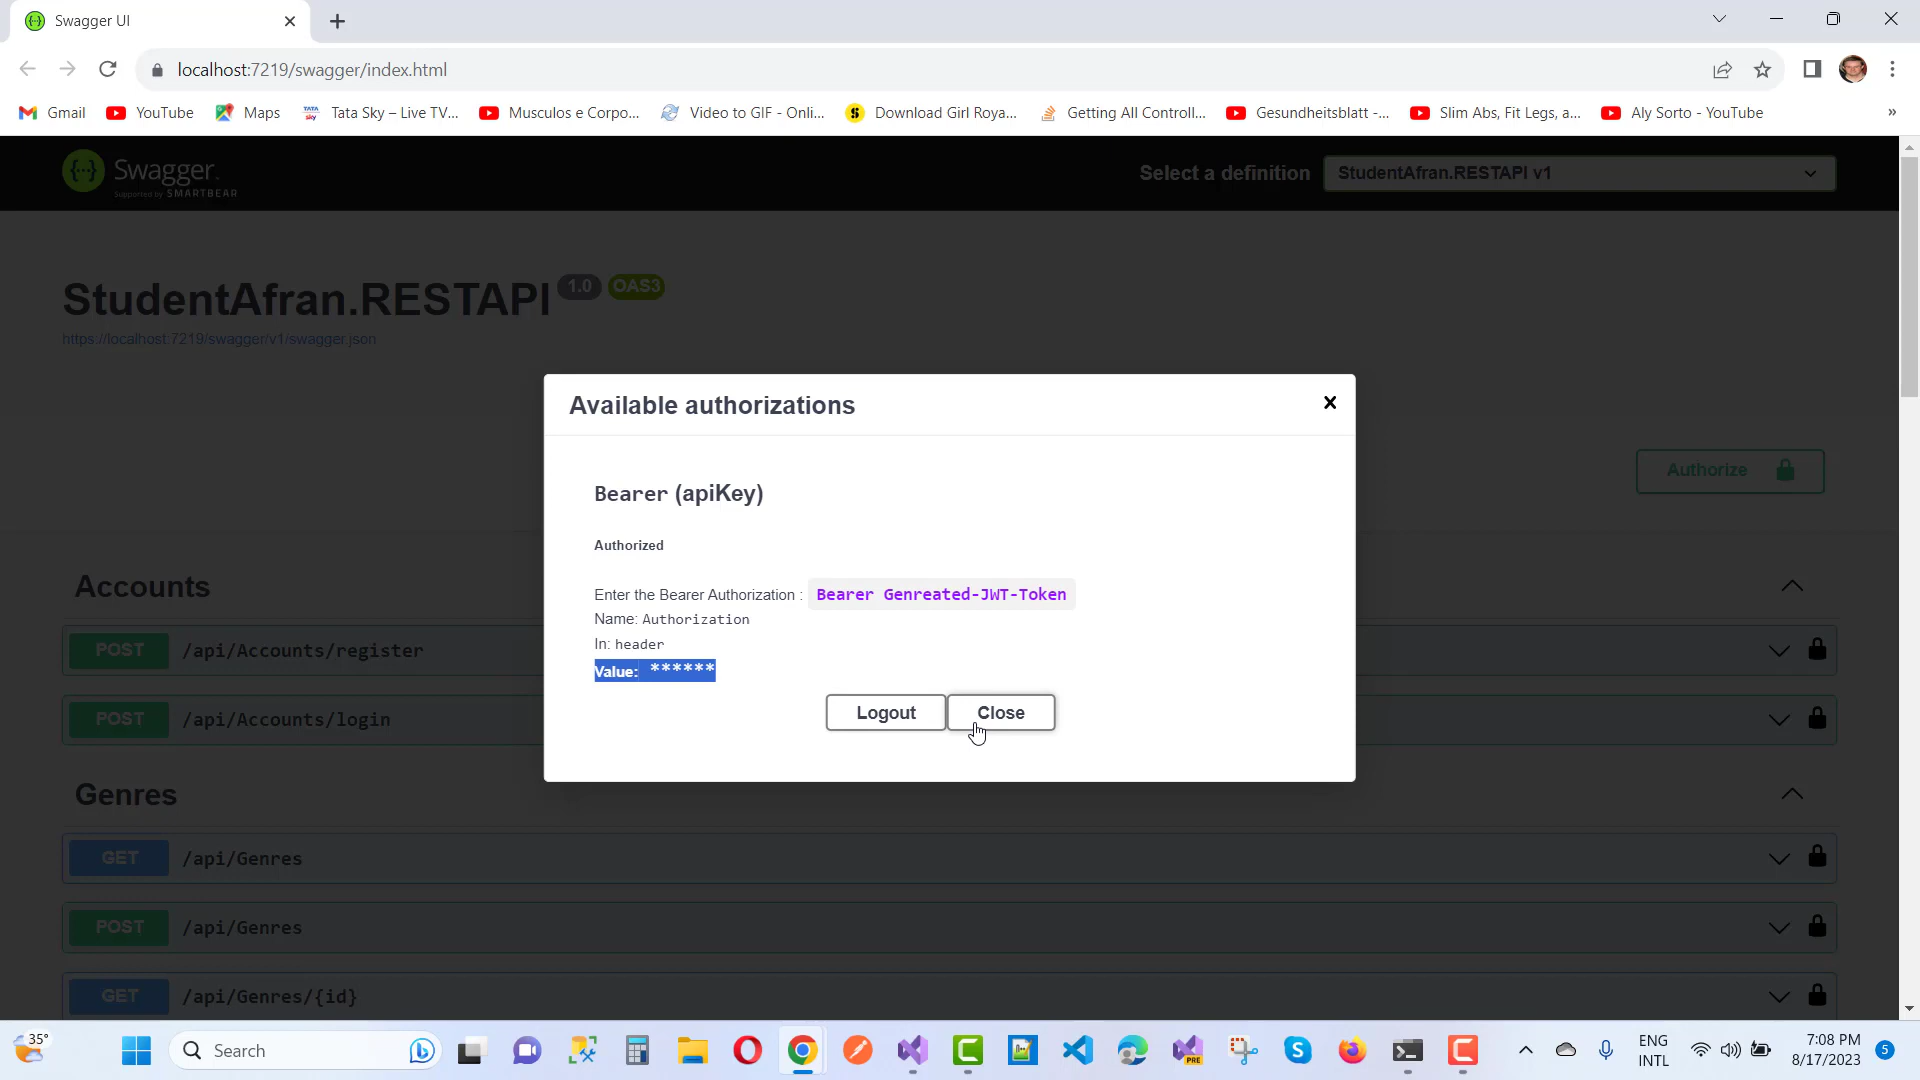 Swagger UI
localhost:7219/swagger/index.html
Gmail
YouTube
Maps
TATA sky
Tata Sky – Live TV...
Musculos e Corpo...
Video to GIF - Onli...
Download Girl Roya...
Getting All Controll...
Gesundheitsblatt -...
Slim Abs, Fit Legs, a...
Aly Sorto - YouTube
»
{··}
Swagger.
Supported by SMARTBEAR
Select a definition
StudentAfran.RESTAPI v1
StudentAfran.RESTAPI
1.0
OAS3
https://localhost:7219/swagger/v1/swagger.json
Authorize
Available authorizations
Bearer (apiKey)
Authorized
Enter the Bearer Authorization : Bearer Genreated-JWT-Token
Name: Authorization
In: header
Value: ******
Logout
Close
Accounts
POST /api/Accounts/register
POST /api/Accounts/login
Genres
GET /api/Genres
POST /api/Genres
GET /api/Genres/{id}
35°
Search
PRE
ENG
INTL
7:08 PM
8/17/2023
5